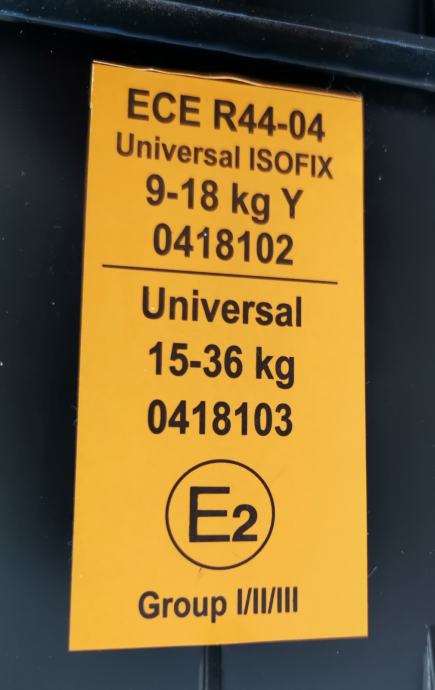 ECE R44-04
Universal ISOFIX
9-18 kg Y
0418102
Universal
15-36 kg
0418103
E2
Group I/II/III